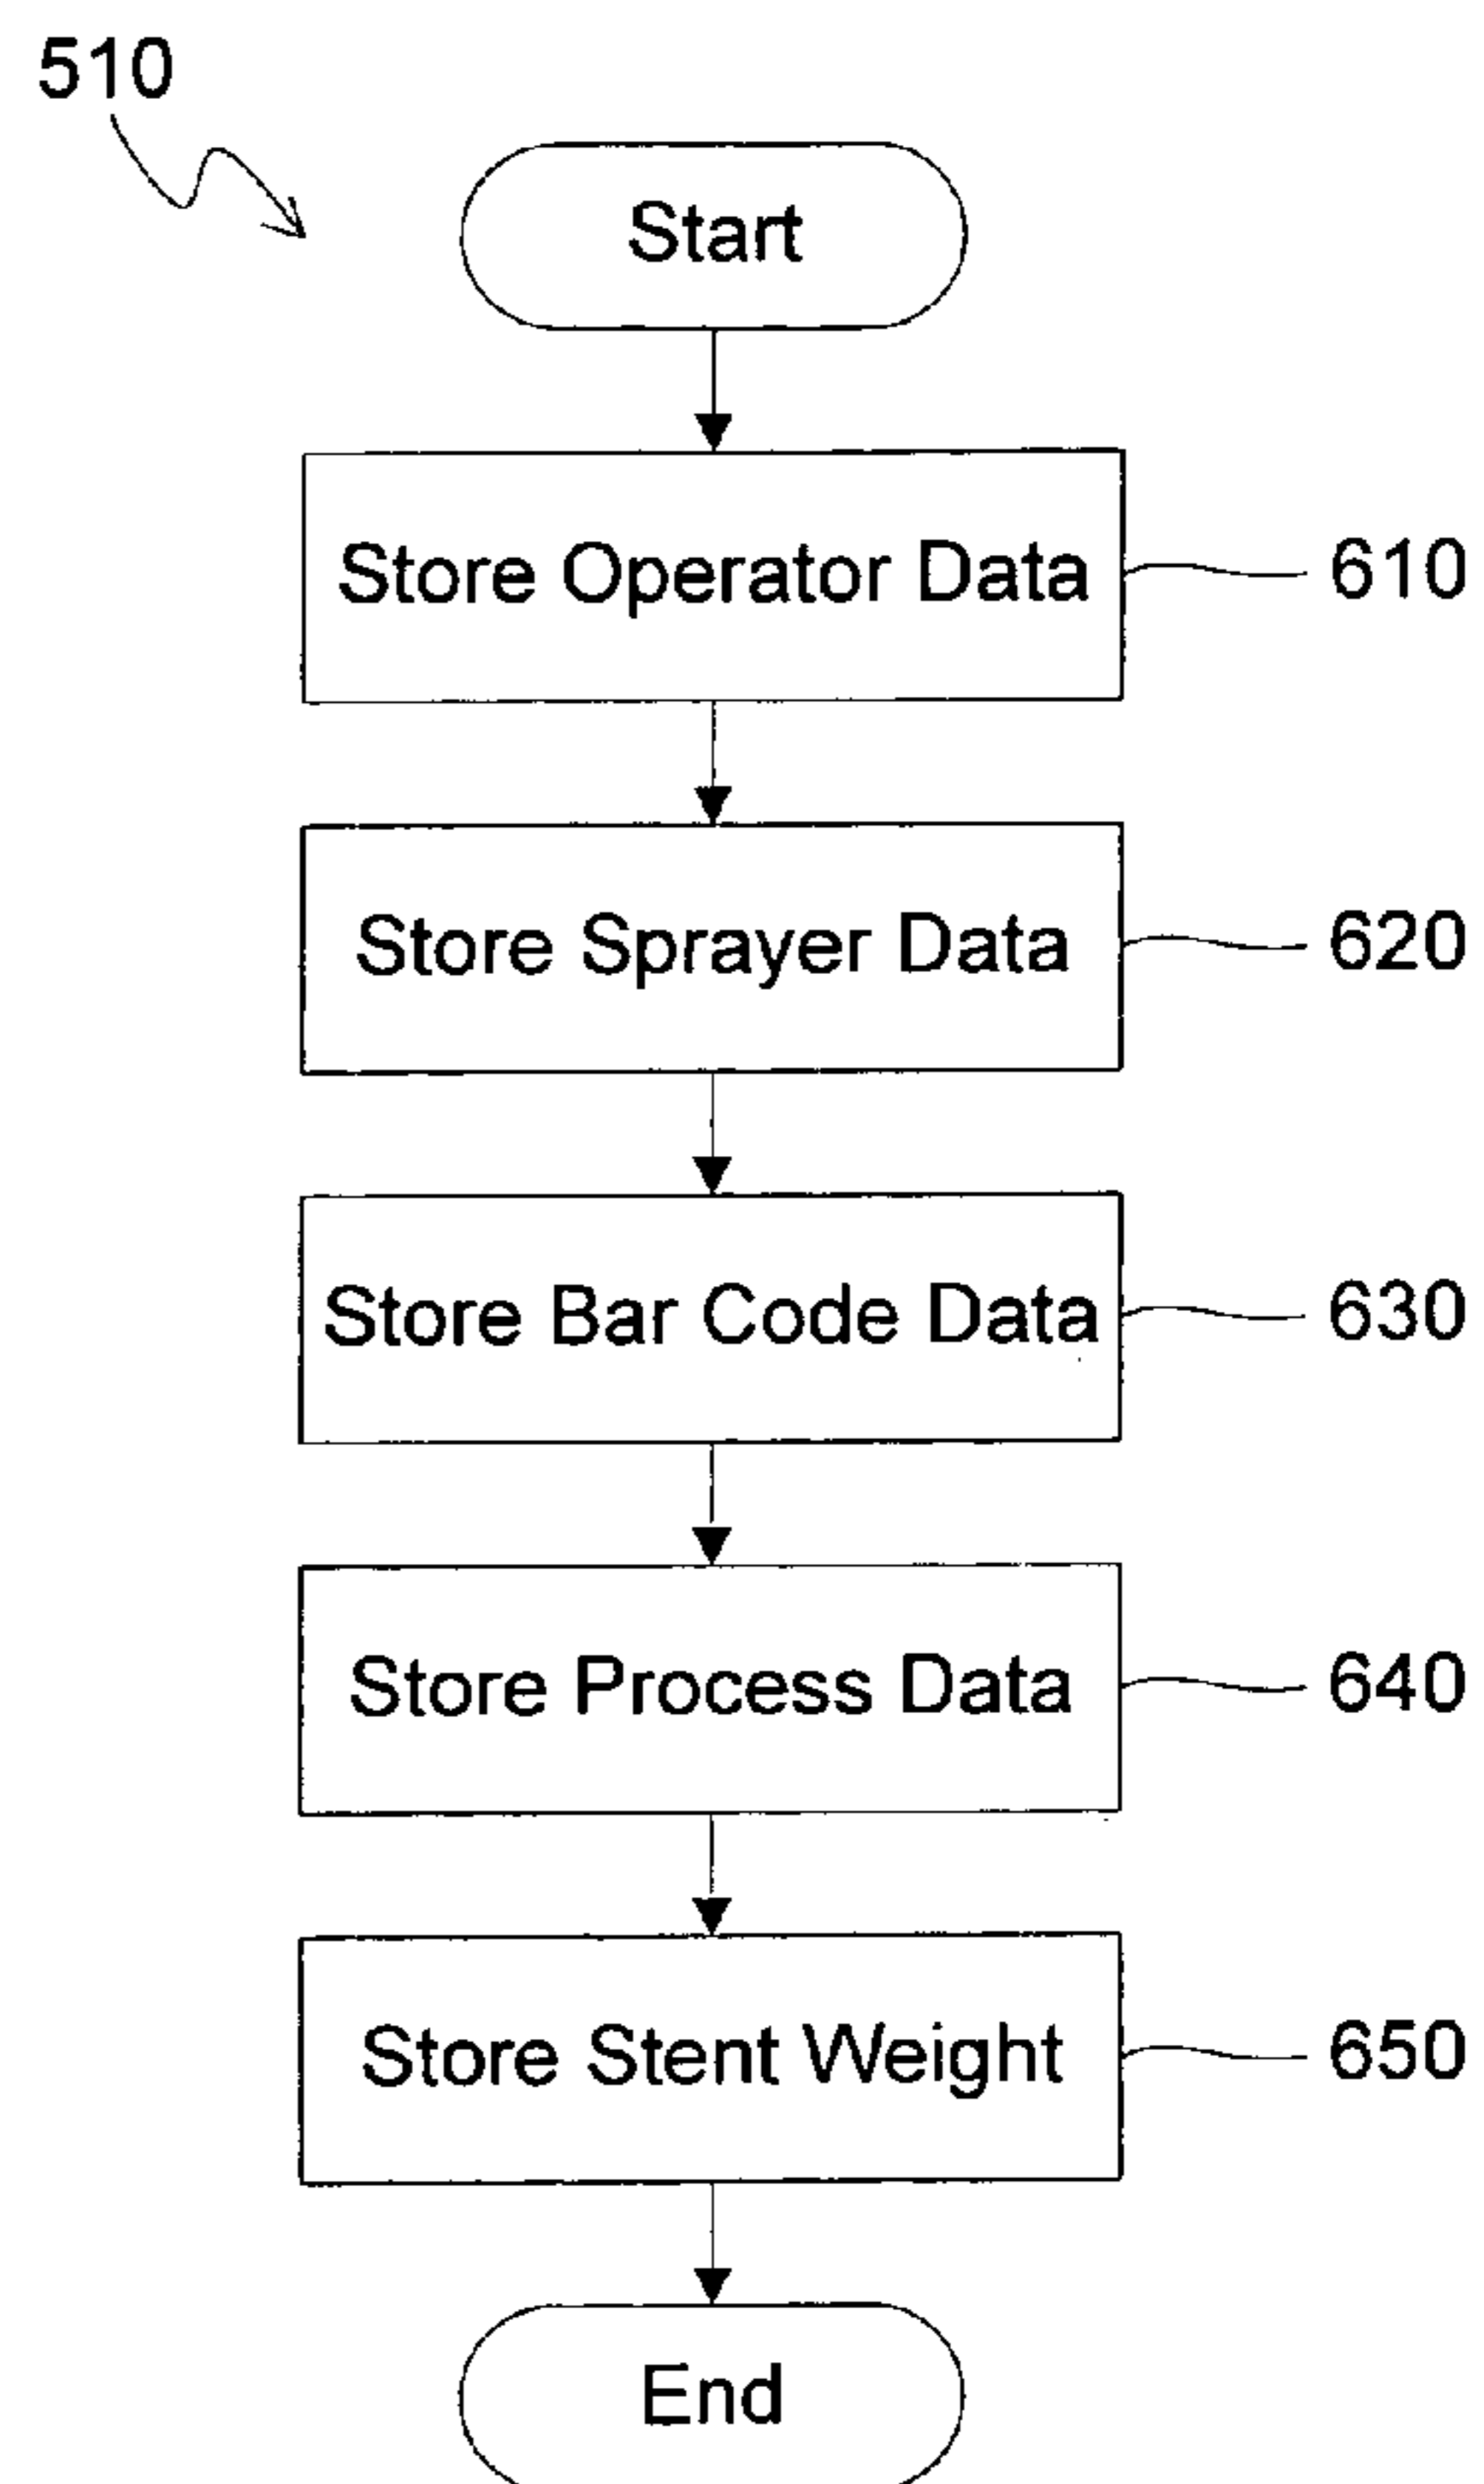 510
Start
Store Operator Data
610
Store Sprayer Data
620
Store Bar Code Data
630
Store Process Data
640
Store Stent Weight
650
End